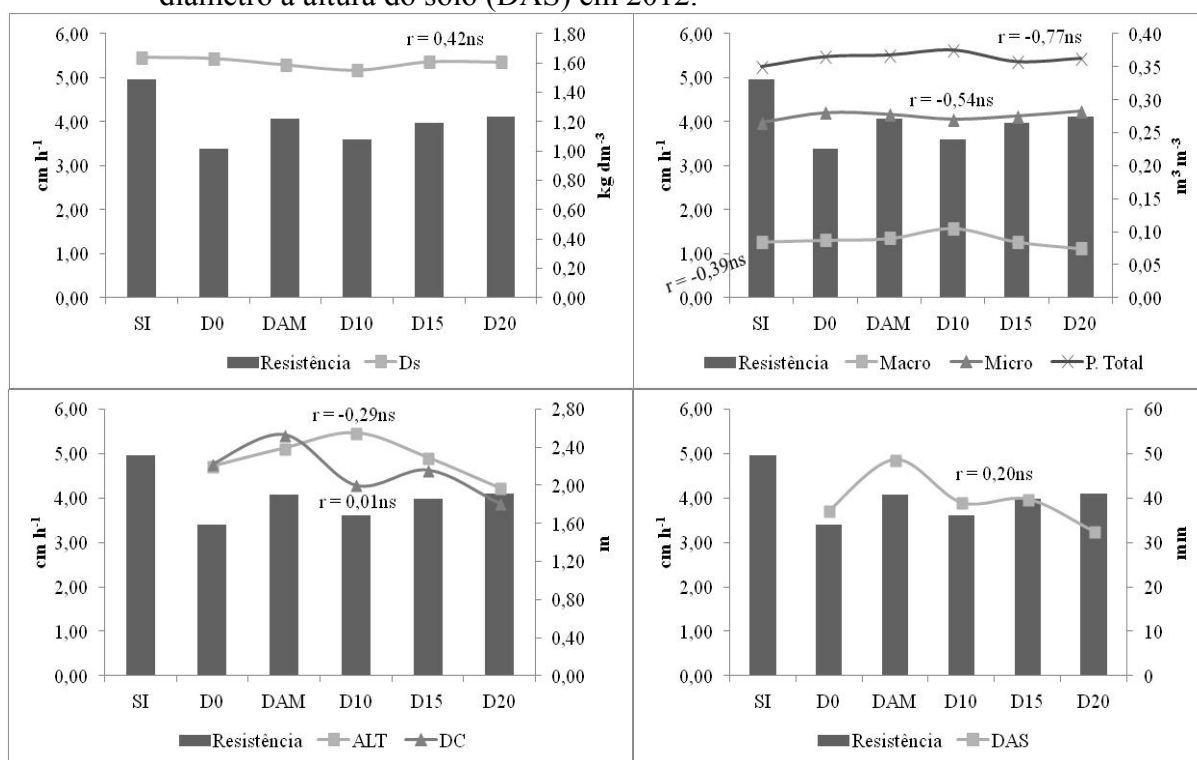 diâmetro à altura do solo (DAS) em 2012.
6,00
5,00
4,00
3,00
2,00
1,00
0,00
cm h-1
r = 0,42ns
1,80
1,60
1,40
1,20
1,00
0,80
0,60
0,40
0,20
0,00
kg dm-3
SI D0 DAM D10 D15 D20
Resistência Ds
6,00
5,00
4,00
3,00
2,00
1,00
0,00
cm h-1
r = -0,77ns
r = -0,54ns
r = -0,39ns
0,40
0,35
0,30
0,25
0,20
0,15
0,10
0,05
0,00
m3 m-3
SI D0 DAM D10 D15 D20
Resistência Macro Micro P. Total
6,00
5,00
4,00
3,00
2,00
1,00
0,00
cm h-1
r = -0,29ns
r = 0,01ns
2,80
2,40
2,00
1,60
1,20
0,80
0,40
0,00
m
SI D0 DAM D10 D15 D20
Resistência ALT DC
6,00
5,00
4,00
3,00
2,00
1,00
0,00
cm h-1
r = 0,20ns
60
50
40
30
20
10
0
mm
SI D0 DAM D10 D15 D20
Resistência DAS